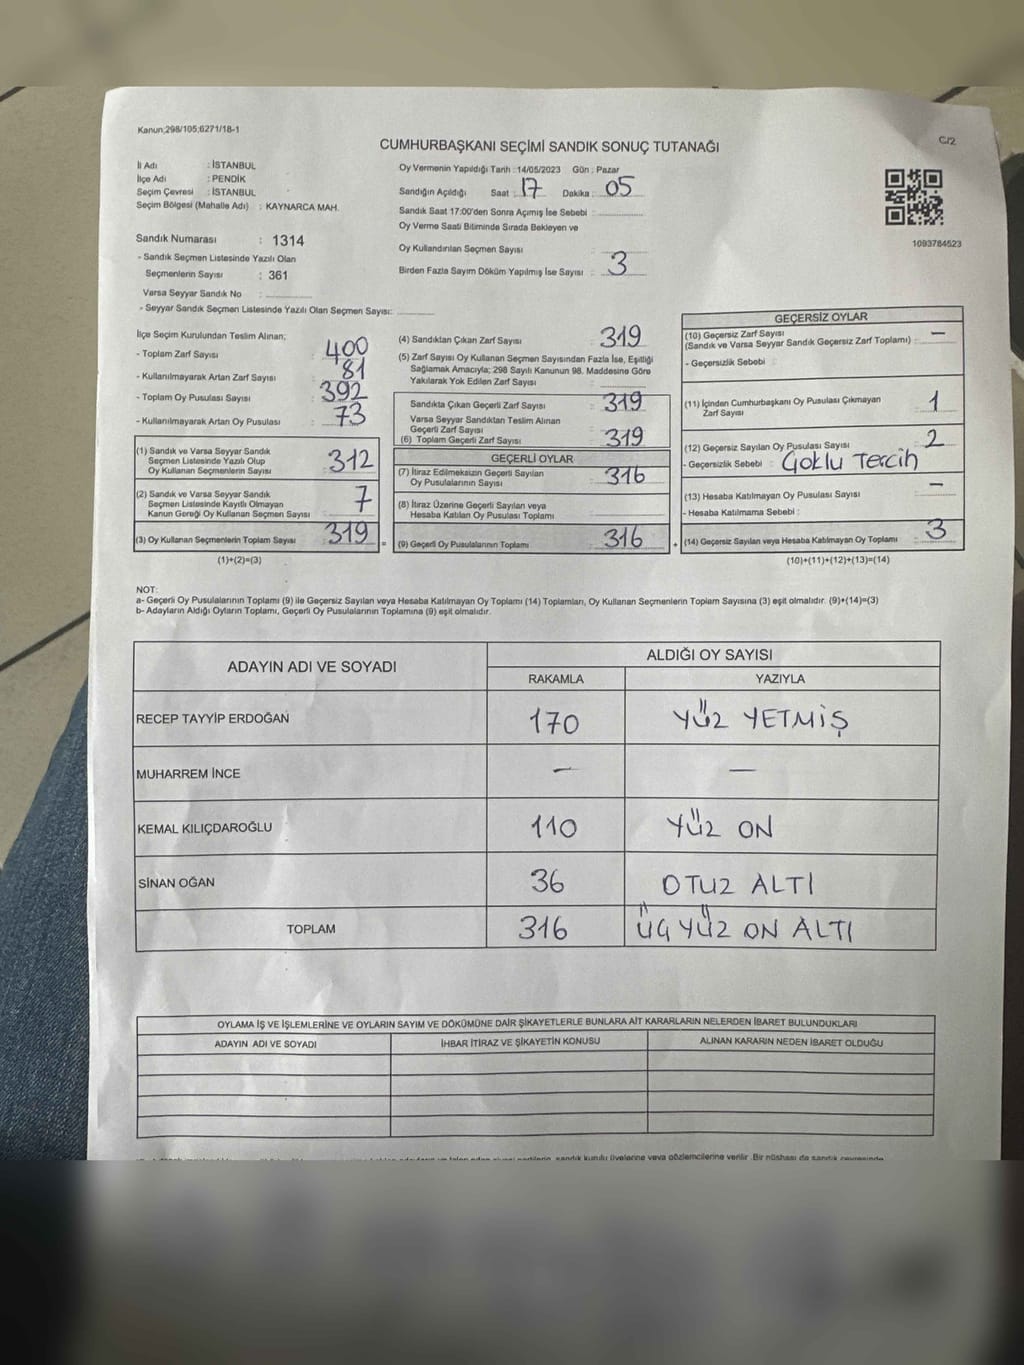 Kanun;298/105;6271/18-1
C/2
CUMHURBAŞKANI SEÇİMİ SANDIK SONUÇ TUTANAĞI
İl Adı : İSTANBUL
İlçe Adı : PENDİK
Seçim Çevresi : İSTANBUL
Seçim Bölgesi (Mahalle Adı) : KAYNARCA MAH.
Sandık Numarası : 1314
- Sandık Seçmen Listesinde Yazılı Olan
Seçmenlerin Sayısı : 361
Varsa Seyyar Sandık No :
- Seyyar Sandık Seçmen Listesinde Yazılı Olan Seçmen Sayısı:
Oy Vermenin Yapıldığı Tarih :14/05/2023 Gün : Pazar
Sandığın Açıldığı Saat : 17 Dakika : 05
Sandık Saat 17:00'den Sonra Açımış İse Sebebi :
Oy Verme Saati Bitiminde Sırada Bekleyen ve
Oy Kullandırılan Seçmen Sayısı
Birden Fazla Sayım Döküm Yapılmış İse Sayısı : 3
1093784523
İlçe Seçim Kurulundan Teslim Alınan;
- Toplam Zarf Sayısı : 400
- Kullanılmayarak Artan Zarf Sayısı : 81
- Toplam Oy Pusulası Sayısı : 392
- Kullanılmayarak Artan Oy Pusulası : 73
(1) Sandık ve Varsa Seyyar Sandık
Seçmen Listesinde Yazılı Olup
Oy Kullanan Seçmen Sayısı 312
(2) Sandık ve Varsa Seyyar Sandık
Seçmen Listesinde Kayıtlı Olmayan
Kanun Gereği Oy Kullanan Seçmen Sayısı 7
(3) Oy Kullanan Seçmenlerin Toplam Sayısı 319 =
(1)+(2)=(3)
(4) Sandıktan Çıkan Zarf Sayısı : 319
(5) Zarf Sayısı Oy Kullanan Seçmen Sayısından Fazla İse, Eşitliği
Sağlamak Amacıyla; 298 Sayılı Kanunun 98. Maddesine Göre
Yakılarak Yok Edilen Zarf Sayısı :
Sandıkta Çıkan Geçerli Zarf Sayısı : 319
Varsa Seyyar Sandıktan Teslim Alınan
Geçerli Zarf Sayısı
(6) Toplam Geçerli Zarf Sayısı : 319
GEÇERLİ OYLAR
(7) İtiraz Edilmeksizin Geçerli Sayılan
Oy Pusulalarının Sayısı : 316
(8) İtiraz Üzerine Geçerli Sayılan veya
Hesaba Katılan Oy Pusulası Toplamı
(9) Geçerli Oy Pusulalarının Toplamı : 316 +
GEÇERSİZ OYLAR
(10) Geçersiz Zarf Sayısı
(Sandık ve Varsa Seyyar Sandık Geçersiz Zarf Toplamı) : —
- Geçersizlik Sebebi :
(11) İçinden Cumhurbaşkanı Oy Pusulası Çıkmayan
Zarf Sayısı : 1
(12) Geçersiz Sayılan Oy Pusulası Sayısı : 2
- Geçersizlik Sebebi : Çoklu Tercih
(13) Hesaba Katılmayan Oy Pusulası Sayısı : —
- Hesaba Katılmama Sebebi :
(14) Geçersiz Sayılan veya Hesaba Katılmayan Oy Toplamı : 3
(10)+(11)+(12)+(13)=(14)
NOT:
a- Geçerli Oy Pusulalarının Toplamı (9) ile Geçersiz Sayılan veya Hesaba Katılmayan Oy Toplamı (14) Toplamları, Oy Kullanan Seçmenlerin Toplam Sayısına (3) eşit olmalıdır. (9)+(14)=(3)
b- Adayların Aldığı Oyların Toplamı, Geçerli Oy Pusulalarının Toplamına (9) eşit olmalıdır.
ADAYIN ADI VE SOYADI ALDIĞI OY SAYISI
RAKAMLA YAZIYLA
RECEP TAYYİP ERDOĞAN 170 YÜZ YETMİŞ
MUHARREM İNCE — —
KEMAL KILIÇDAROĞLU 110 YÜZ ON
SİNAN OĞAN 36 OTUZ ALTI
TOPLAM 316 ÜÇ YÜZ ON ALTI
OYLAMA İŞ VE İŞLEMLERİNE VE OYLARIN SAYIM VE DÖKÜMÜNE DAİR ŞİKAYETLERLE BUNLARA AİT KARARLARIN NELERDEN İBARET BULUNDUKLARI
ADAYIN ADI VE SOYADI İHBAR İTİRAZ VE ŞİKAYETİN KONUSU ALINAN KARARIN NEDEN İBARET OLDUĞU
sandık kurulu üyelerine veya gözlemcilerine verilir. Bir nüshası da sandık çevresinde